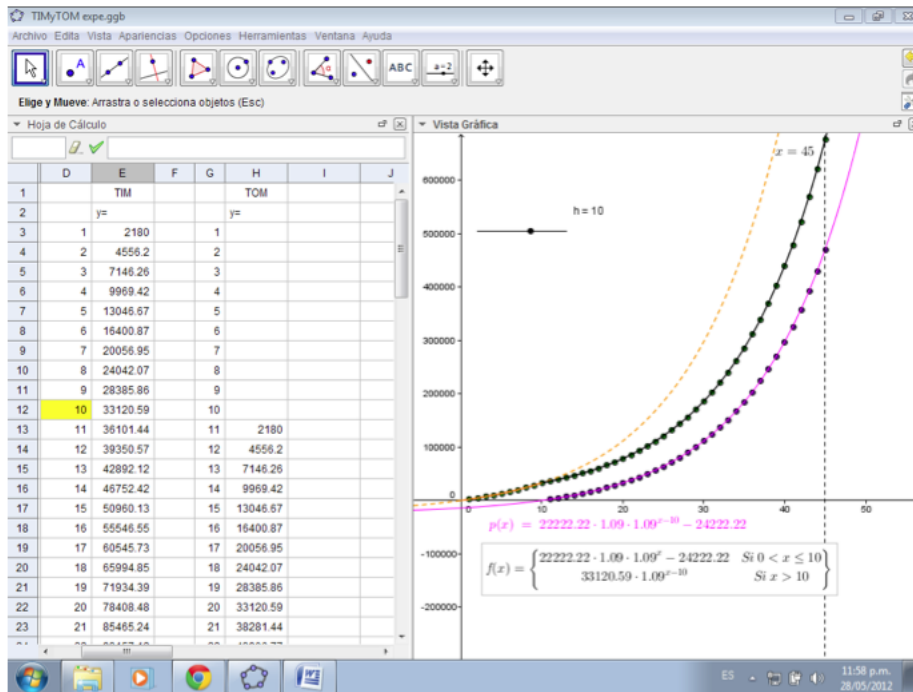 TIMyTOM expe.ggb
Archivo Edita Vista Apariencias Opciones Herramientas Ventana Ayuda
A ABC a=2
Elige y Mueve: Arrastra o selecciona objetos (Esc)
Hoja de Cálculo
D E F G H I J
1 TIM TOM
2 y= y=
3 1 2180 1
4 2 4556.2 2
5 3 7146.26 3
6 4 9969.42 4
7 5 13046.67 5
8 6 16400.87 6
9 7 20056.95 7
10 8 24042.07 8
11 9 28385.86 9
12 10 33120.59 10
13 11 36101.44 11 2180
14 12 39350.57 12 4556.2
15 13 42892.12 13 7146.26
16 14 46752.42 14 9969.42
17 15 50960.13 15 13046.67
18 16 55546.55 16 16400.87
19 17 60545.73 17 20056.95
20 18 65994.85 18 24042.07
21 19 71934.39 19 28385.86
22 20 78408.48 20 33120.59
23 21 85465.24 21 38281.44
Vista Gráfica
x = 45
600000
h = 10
500000
400000
300000
200000
100000
0
0 10 20 30 40 50
p(x) = 22222.22 · 1.09 · 1.09^{x−10} − 24222.22
-100000
f(x) = { 22222.22 · 1.09 · 1.09^x − 24222.22 Si 0 < x ≤ 10
33120.59 · 1.09^{x−10} Si x > 10 }
-200000
ES 11:58 p.m.
28/05/2012